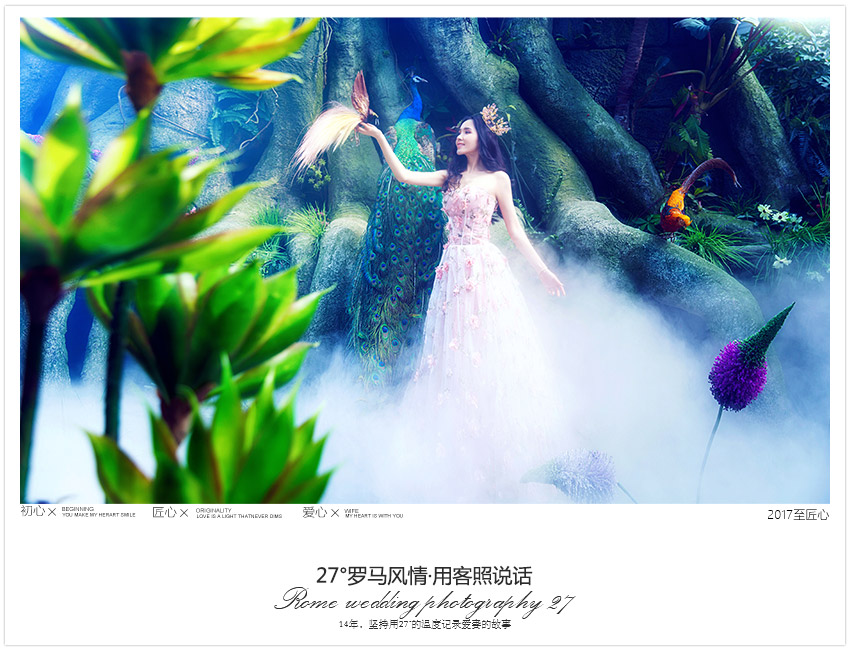 初心× BEGINNING
YOU MAKE MY HERART SMILE
匠心× ORIGINALITY
LOVE IS A LIGHT THATNEVER DIMS
爱心× WIFE
MY HEART IS WITH YOU
2017至匠心
27°罗马风情·用客照说话
Rome wedding photography 27
14年，坚持用27°的温度记录爱妻的故事